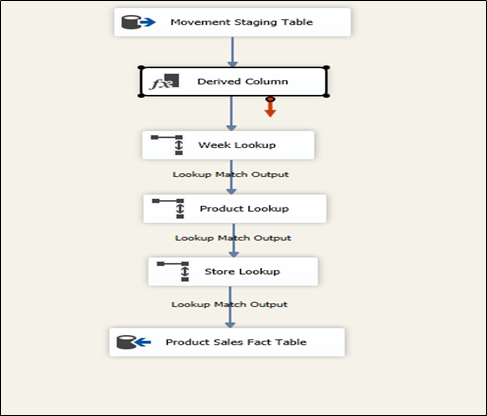 Movement Staging Table
fx Derived Column
Week Lookup
Lookup Match Output
Product Lookup
Lookup Match Output
Store Lookup
Lookup Match Output
Product Sales Fact Table